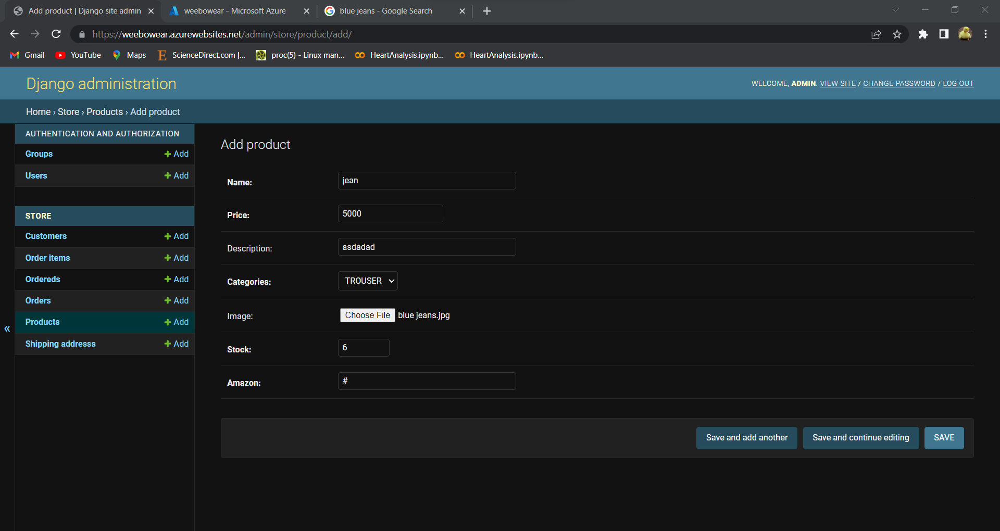 Add product | Django site admin
weebowear - Microsoft Azure
blue jeans - Google Search
https://weebowear.azurewebsites.net/admin/store/product/add/
Gmail
YouTube
Maps
ScienceDirect.com |...
proc(5) - Linux man...
HeartAnalysis.ipynb...
HeartAnalysis.ipynb...
Django administration
WELCOME, ADMIN. VIEW SITE / CHANGE PASSWORD / LOG OUT
Home › Store › Products › Add product
AUTHENTICATION AND AUTHORIZATION
Groups + Add
Users + Add
STORE
Customers + Add
Order items + Add
Ordereds + Add
Orders + Add
Products + Add
Shipping addresss + Add
«
Add product
Name: jean
Price: 5000
Description: asdadad
Categories: TROUSER
Image: Choose File blue jeans.jpg
Stock: 6
Amazon: #
Save and add another
Save and continue editing
SAVE